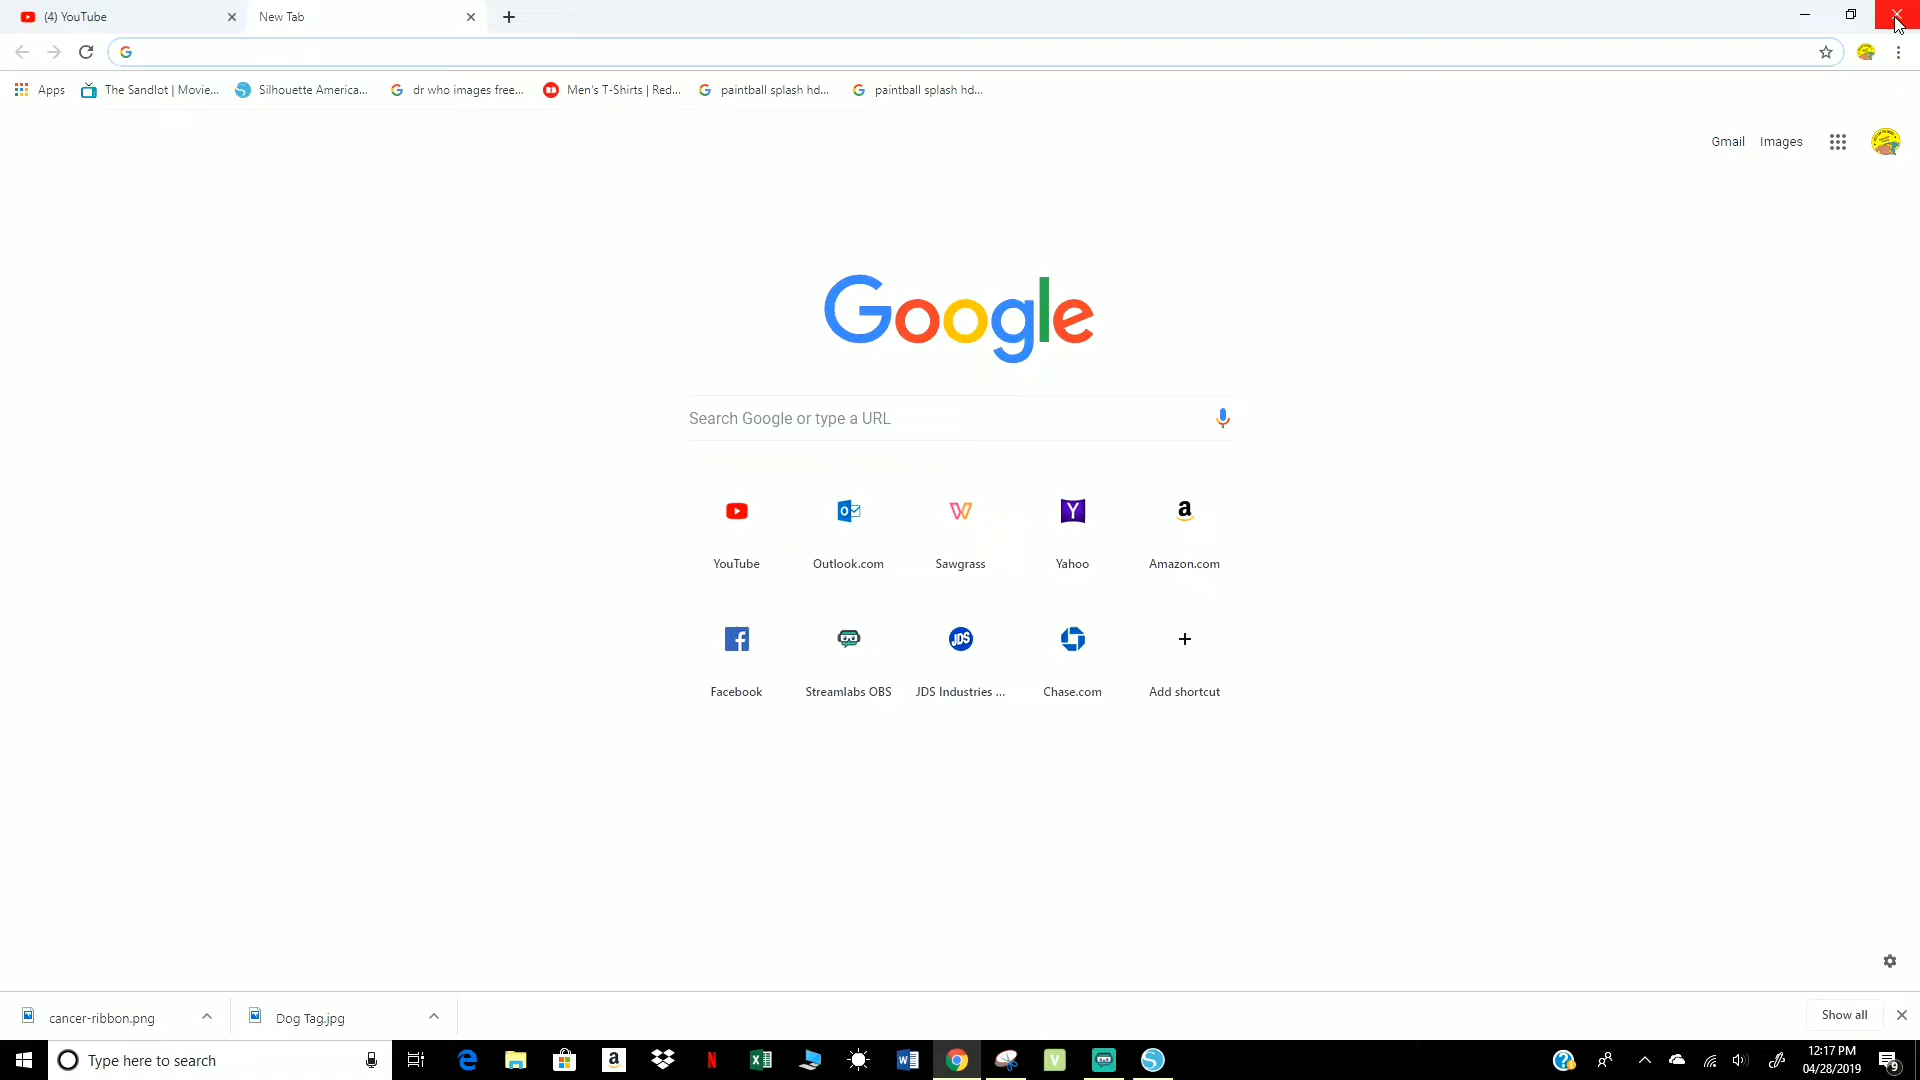 (4) YouTube
New Tab
Apps
The Sandlot | Movie...
Silhouette America...
dr who images free...
Men's T-Shirts | Red...
paintball splash hd...
paintball splash hd...
Gmail
Images
Google
Search Google or type a URL
YouTube
Outlook.com
Sawgrass
Yahoo
Amazon.com
Facebook
Streamlabs OBS
JDS Industries ...
Chase.com
Add shortcut
cancer-ribbon.png
Dog Tag.jpg
Show all
Type here to search
12:17 PM
04/28/2019
9